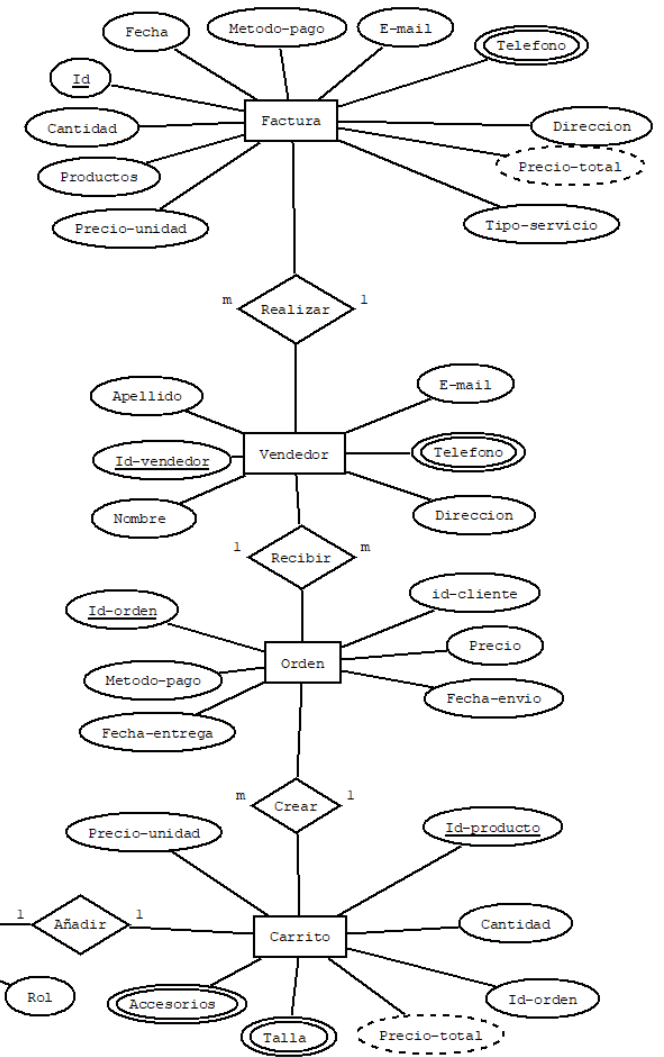 Fecha
Metodo-pago
E-mail
Telefono
Id
Factura
Cantidad
Direccion
Productos
Precio-total
Precio-unidad
Tipo-servicio
m
Realizar
1
Apellido
E-mail
Id-vendedor
Vendedor
Telefono
Nombre
Direccion
1
Recibir
m
Id-orden
id-cliente
Orden
Precio
Metodo-pago
Fecha-envio
Fecha-entrega
m
Crear
1
Precio-unidad
Id-producto
1
Añadir
1
Carrito
Cantidad
Rol
Accesorios
Id-orden
Talla
Precio-total